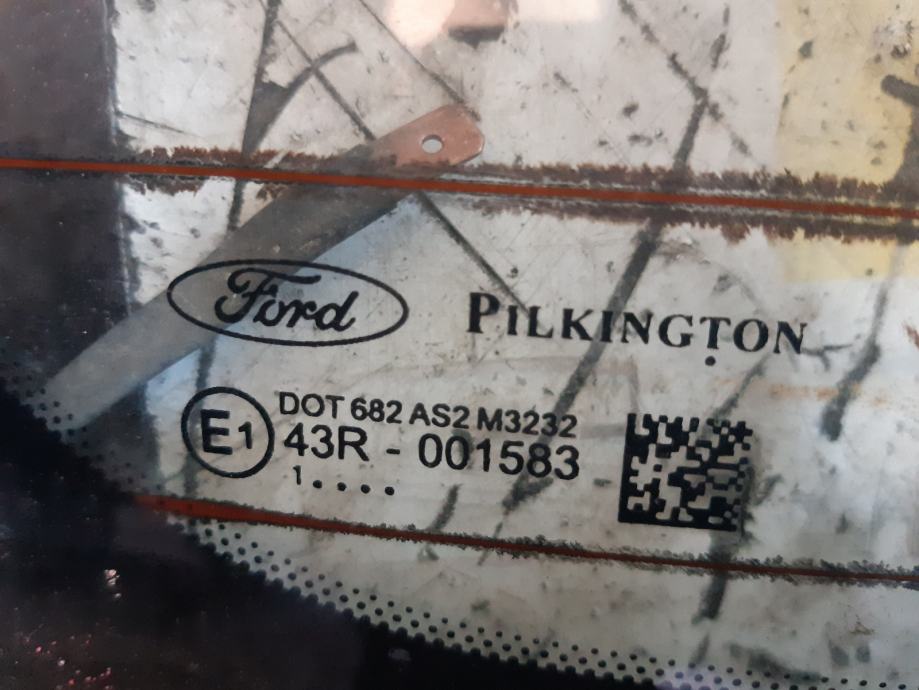 Ford
PILKINGTON
E1
DOT 682 AS2 M3232
43R - 001583
1....